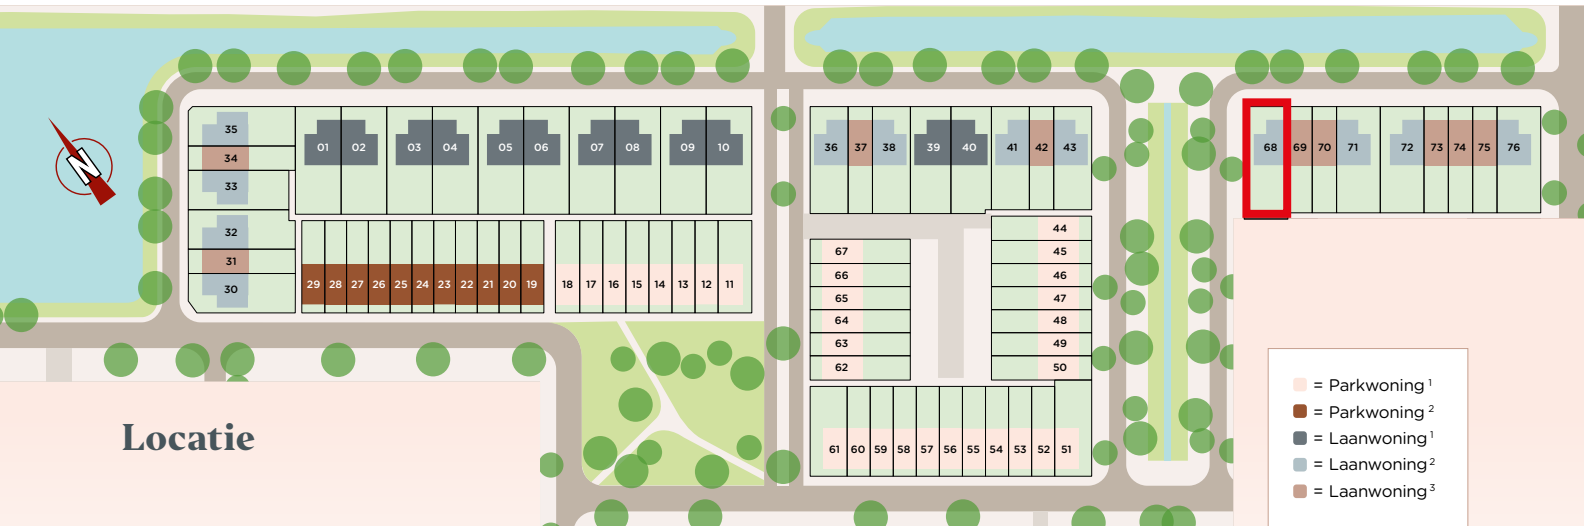 35
34
33
32
31
30
01 02 03 04 05 06 07 08 09 10
29 28 27 26 25 24 23 22 21 20 19
18 17 16 15 14 13 12 11
36 37 38 39 40 41 42 43
44
45
46
47
48
49
50
67
66
65
64
63
62
61 60 59 58 57 56 55 54 53 52 51
68 69 70 71 72 73 74 75 76
N
Locatie
= Parkwoning 1
= Parkwoning 2
= Laanwoning 1
= Laanwoning 2
= Laanwoning 3